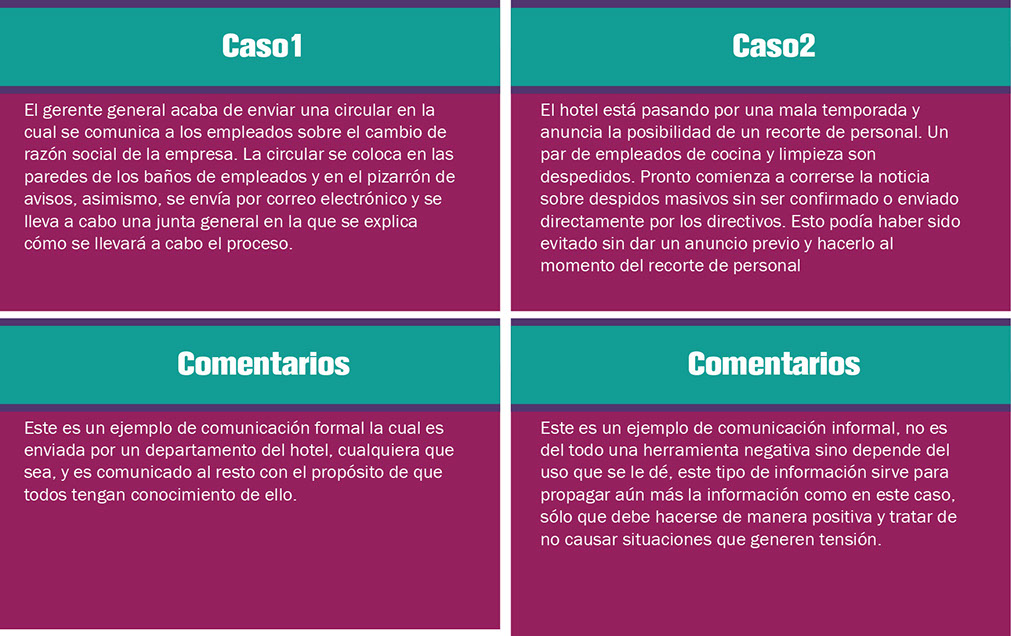 Caso1
El gerente general acaba de enviar una circular en la
cual se comunica a los empleados sobre el cambio de
razón social de la empresa. La circular se coloca en las
paredes de los baños de empleados y en el pizarrón de
avisos, asimismo, se envía por correo electrónico y se
lleva a cabo una junta general en la que se explica
cómo se llevará a cabo el proceso.
Caso2
El hotel está pasando por una mala temporada y
anuncia la posibilidad de un recorte de personal. Un
par de empleados de cocina y limpieza son
despedidos. Pronto comienza a correrse la noticia
sobre despidos masivos sin ser confirmado o enviado
directamente por los directivos. Esto podía haber sido
evitado sin dar un anuncio previo y hacerlo al
momento del recorte de personal
Comentarios
Este es un ejemplo de comunicación formal la cual es
enviada por un departamento del hotel, cualquiera que
sea, y es comunicado al resto con el propósito de que
todos tengan conocimiento de ello.
Comentarios
Este es un ejemplo de comunicación informal, no es
del todo una herramienta negativa sino depende del
uso que se le dé, este tipo de información sirve para
propagar aún más la información como en este caso,
sólo que debe hacerse de manera positiva y tratar de
no causar situaciones que generen tensión.